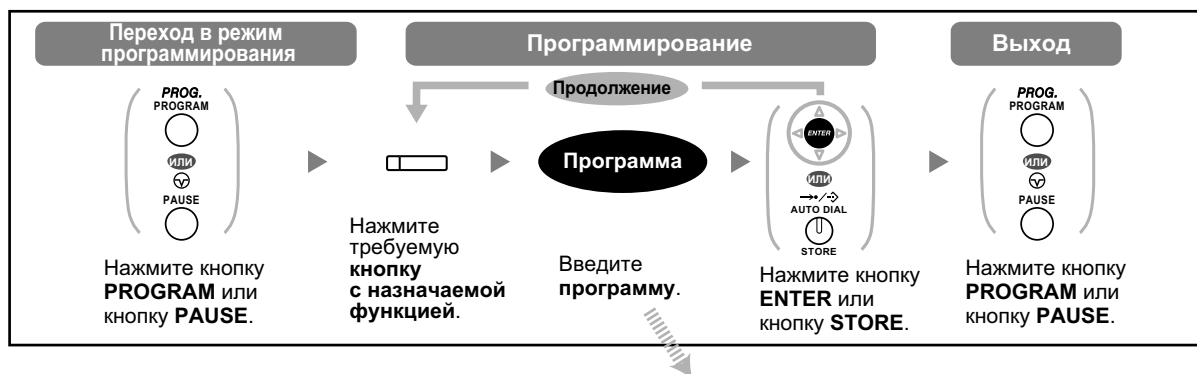 Переход в режим
программирования
Программирование
Выход
Продолжение
PROG.
PROGRAM
ИЛИ
PAUSE
Нажмите кнопку
PROGRAM или
кнопку PAUSE.
Нажмите
требуемую
кнопку
с назначаемой
функцией.
Программа
Введите
программу.
ENTER
ИЛИ
AUTO DIAL
STORE
Нажмите кнопку
ENTER или
кнопку STORE.
PROG.
PROGRAM
ИЛИ
PAUSE
Нажмите кнопку
PROGRAM или
кнопку PAUSE.